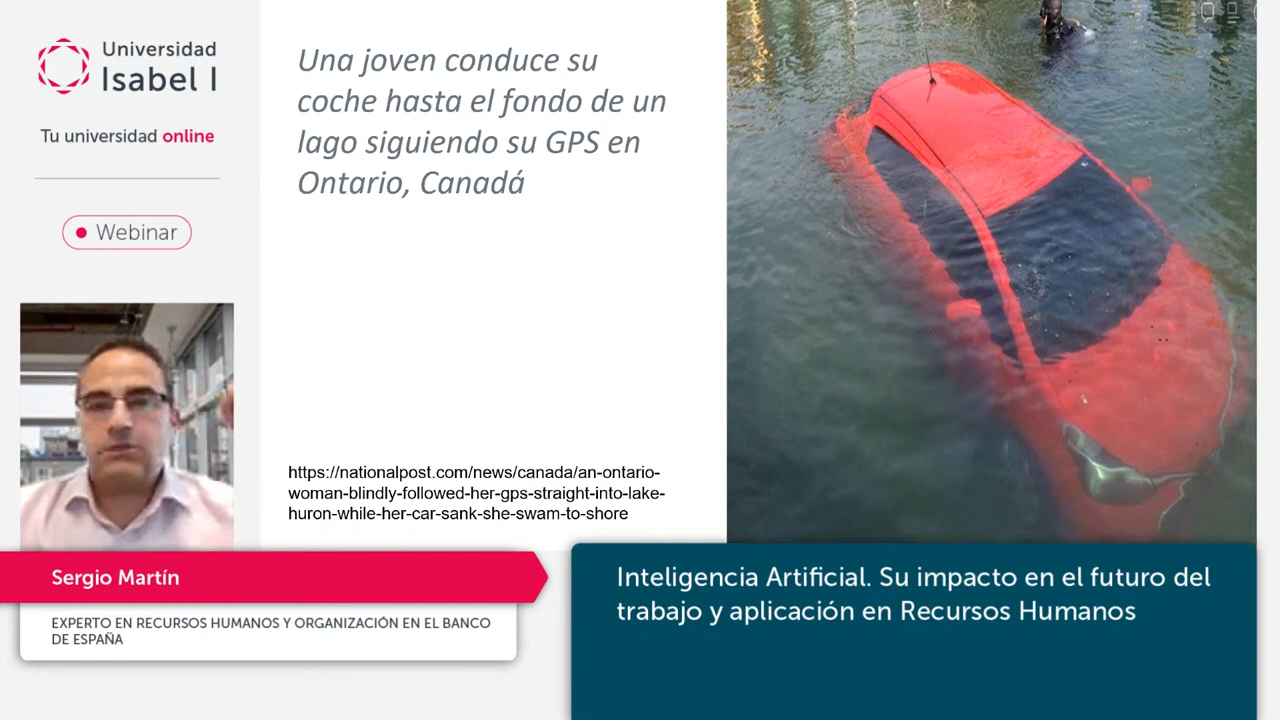 Universidad
Isabel I
Tu universidad online
Webinar
Una joven conduce su
coche hasta el fondo de un
lago siguiendo su GPS en
Ontario, Canadá
https://nationalpost.com/news/canada/an-ontario-
woman-blindly-followed-her-gps-straight-into-lake-
huron-while-her-car-sank-she-swam-to-shore
Sergio Martín
EXPERTO EN RECURSOS HUMANOS Y ORGANIZACIÓN EN EL BANCO
DE ESPAÑA
Inteligencia Artificial. Su impacto en el futuro del
trabajo y aplicación en Recursos Humanos